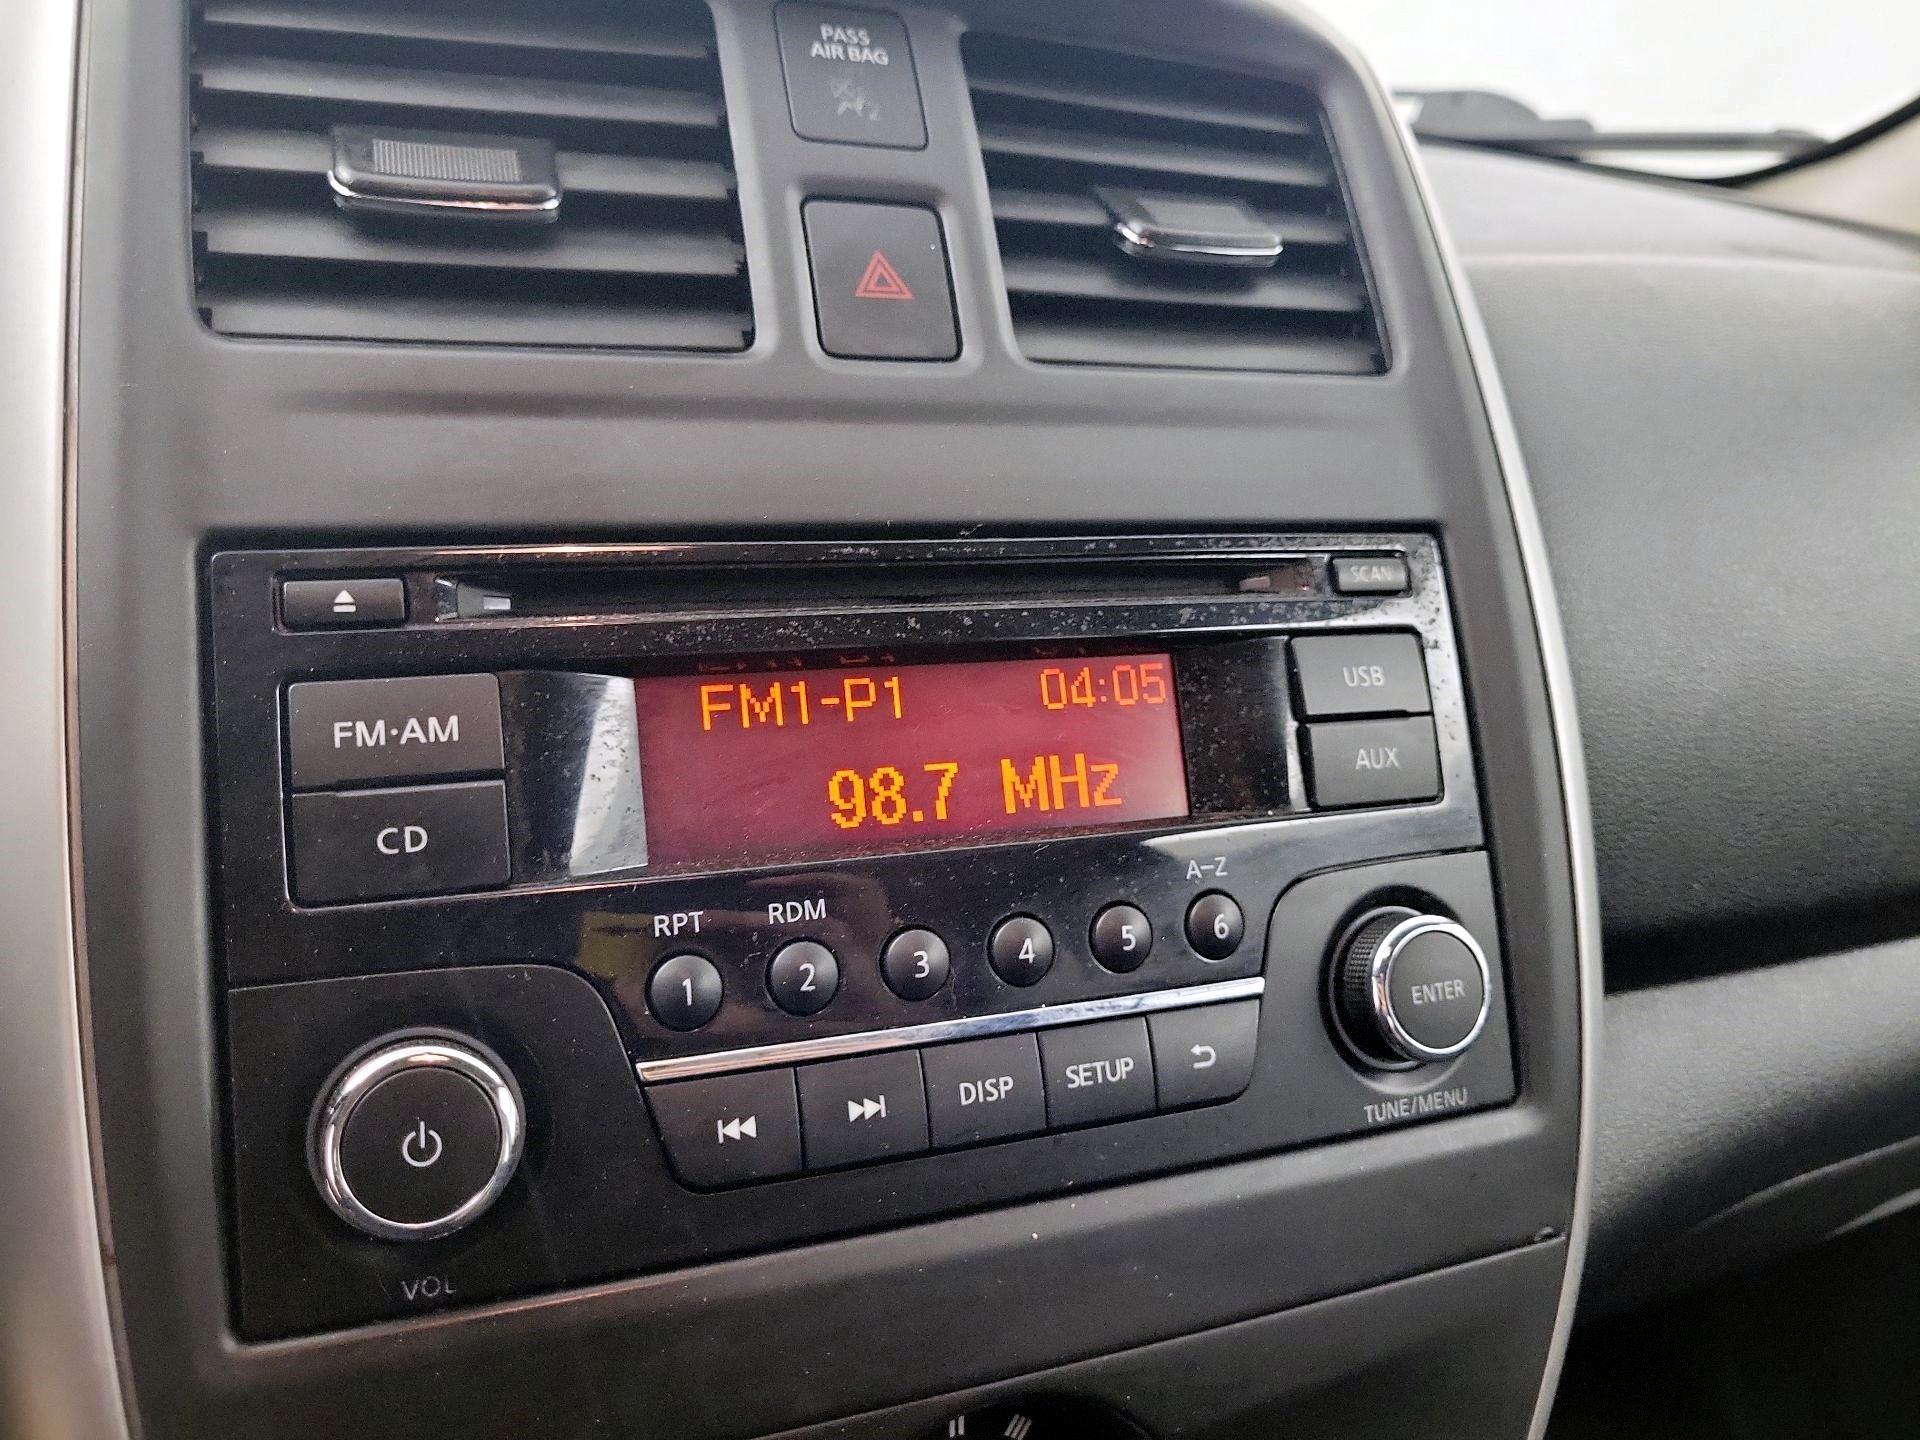 PASS
AIR BAG
SCAN
FM1-P1 04:05
98.7 MHz
FM·AM
CD
USB
AUX
RPT
RDM
A-Z
1
2
3
4
5
6
ENTER
TUNE/MENU
DISP
SETUP
VOL